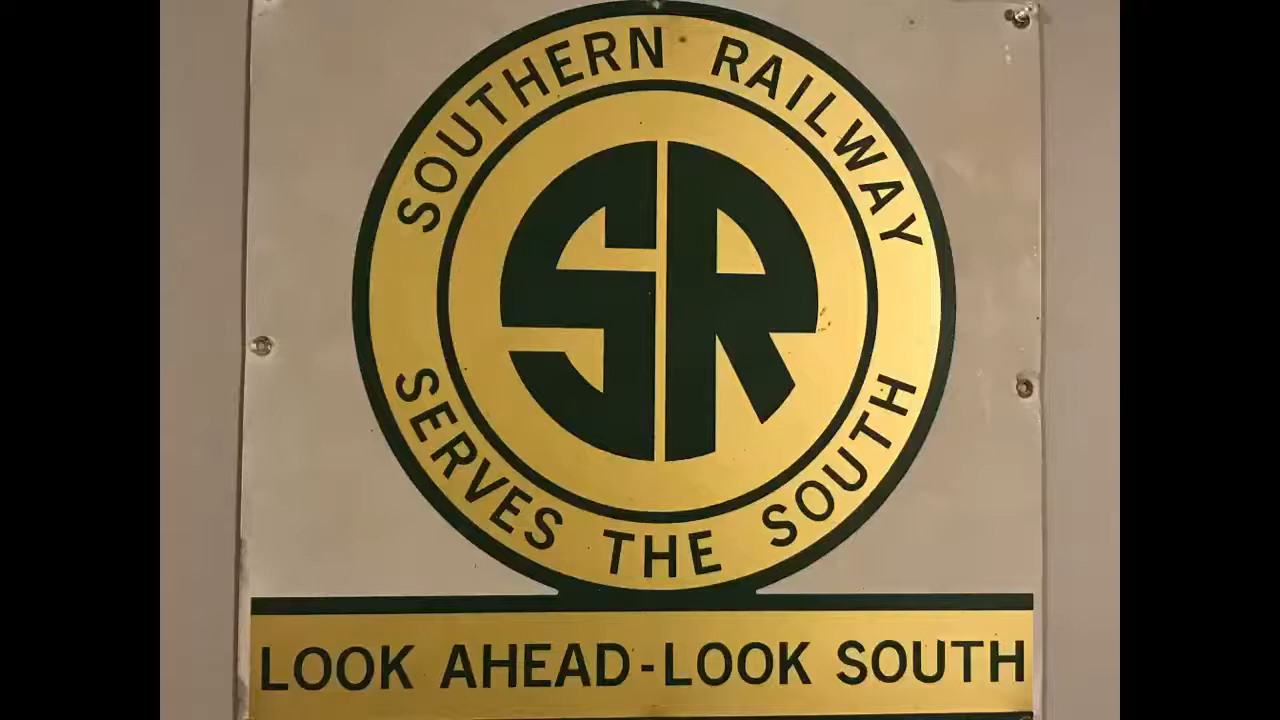 SOUTHERN RAILWAY
SR
SERVES THE SOUTH
LOOK AHEAD-LOOK SOUTH